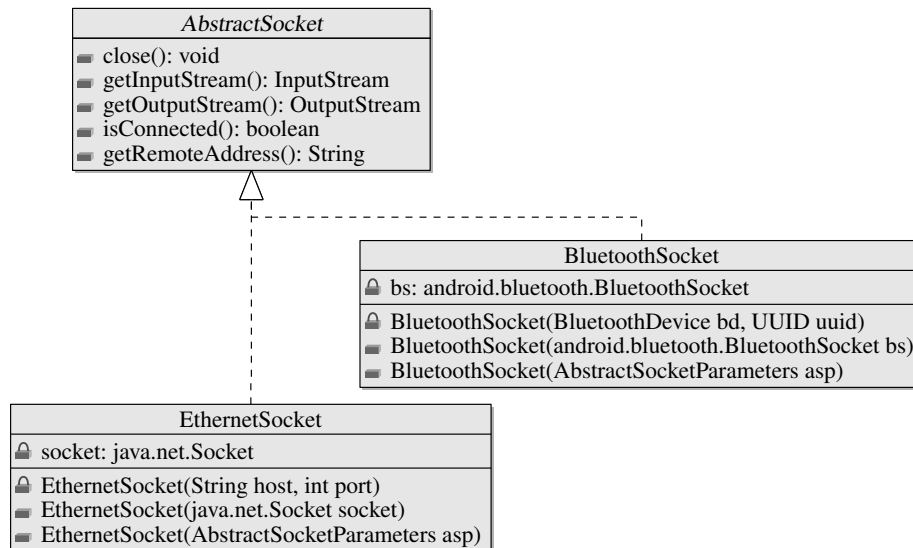 AbstractSocket
close(): void
getInputStream(): InputStream
getOutputStream(): OutputStream
isConnected(): boolean
getRemoteAddress(): String
BluetoothSocket
bs: android.bluetooth.BluetoothSocket
BluetoothSocket(BluetoothDevice bd, UUID uuid)
BluetoothSocket(android.bluetooth.BluetoothSocket bs)
BluetoothSocket(AbstractSocketParameters asp)
EthernetSocket
socket: java.net.Socket
EthernetSocket(String host, int port)
EthernetSocket(java.net.Socket socket)
EthernetSocket(AbstractSocketParameters asp)